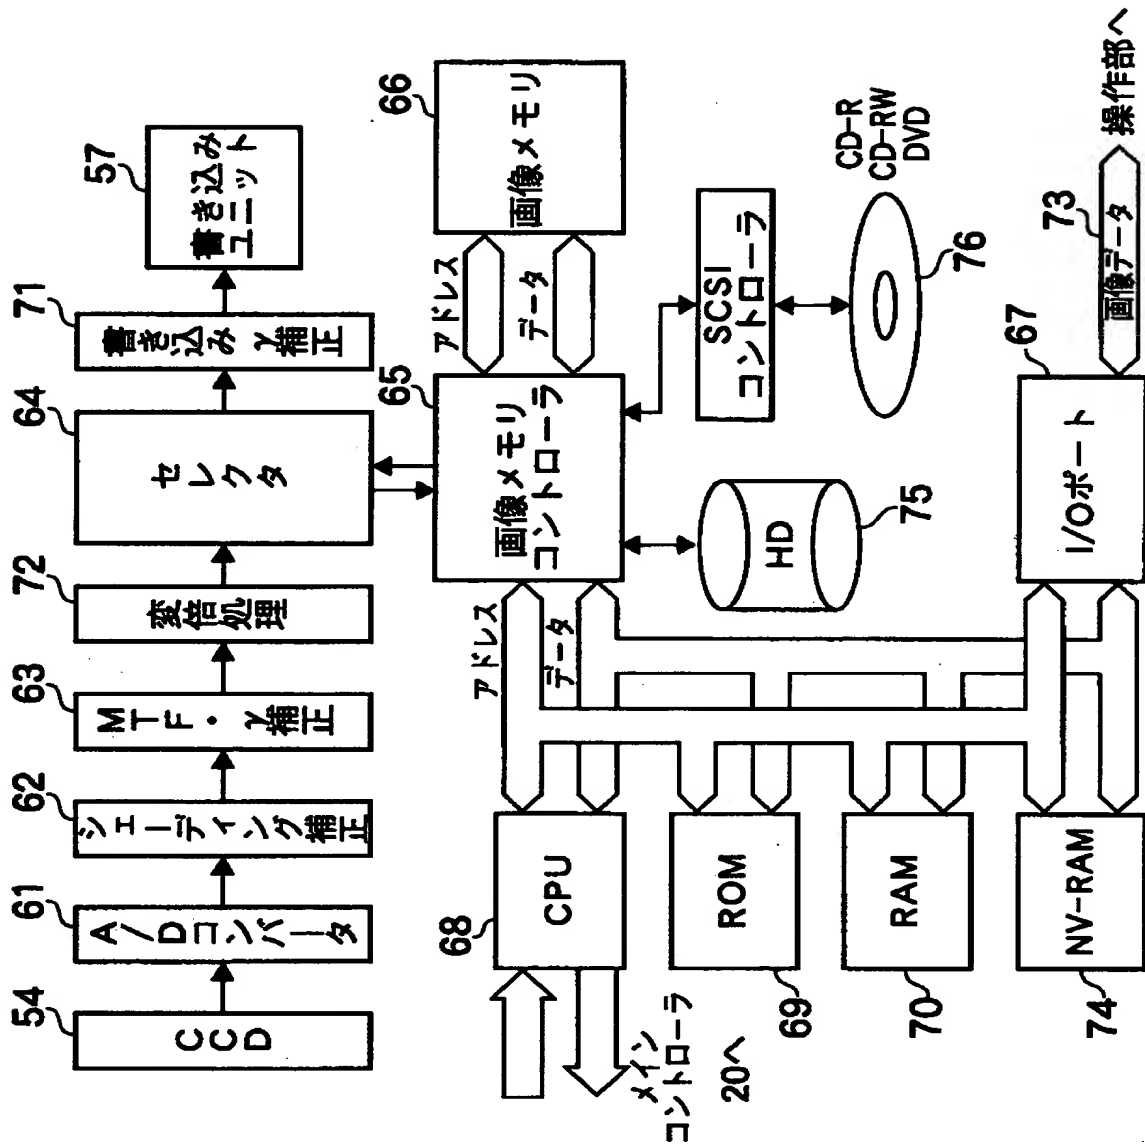 54
CCD
61
A/Dコンバータ
62
シェーディング補正
63
MTF・γ補正
72
変倍処理
64
セレクタ
71
書き込みγ補正
57
書き込み
ユニット
65
画像メモリ
コントローラ
アドレス
データ
66
画像メモリ
アドレス
データ
68
CPU
メイン
コントローラ
20へ
HD
75
SCSI
コントローラ
CD-R
CD-RW
DVD
76
ROM
69
RAM
70
NV-RAM
74
I/Oポート
67
73
画像データ
操作部へ